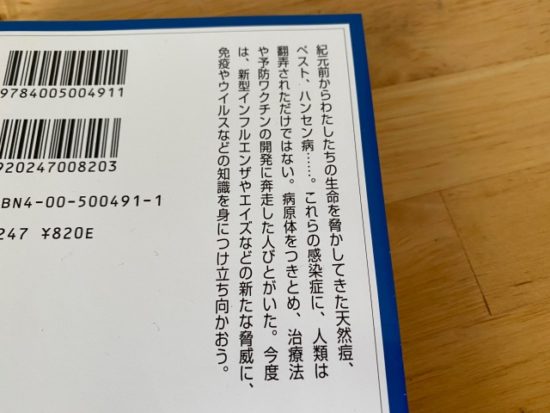 紀元前からわたしたちの生命を脅かしてきた天然痘、
ペスト、ハンセン病……。これらの感染症に、人類は
翻弄されただけではない。病原体をつきとめ、治療法
や予防ワクチンの開発に奔走した人びとがいた。今度
は、新型インフルエンザやエイズなどの新たな脅威に、
免疫やウイルスなどの知識を身につけ立ち向かおう。
9784005004911
920247008203
BN4-00-500491-1
247 ¥820E